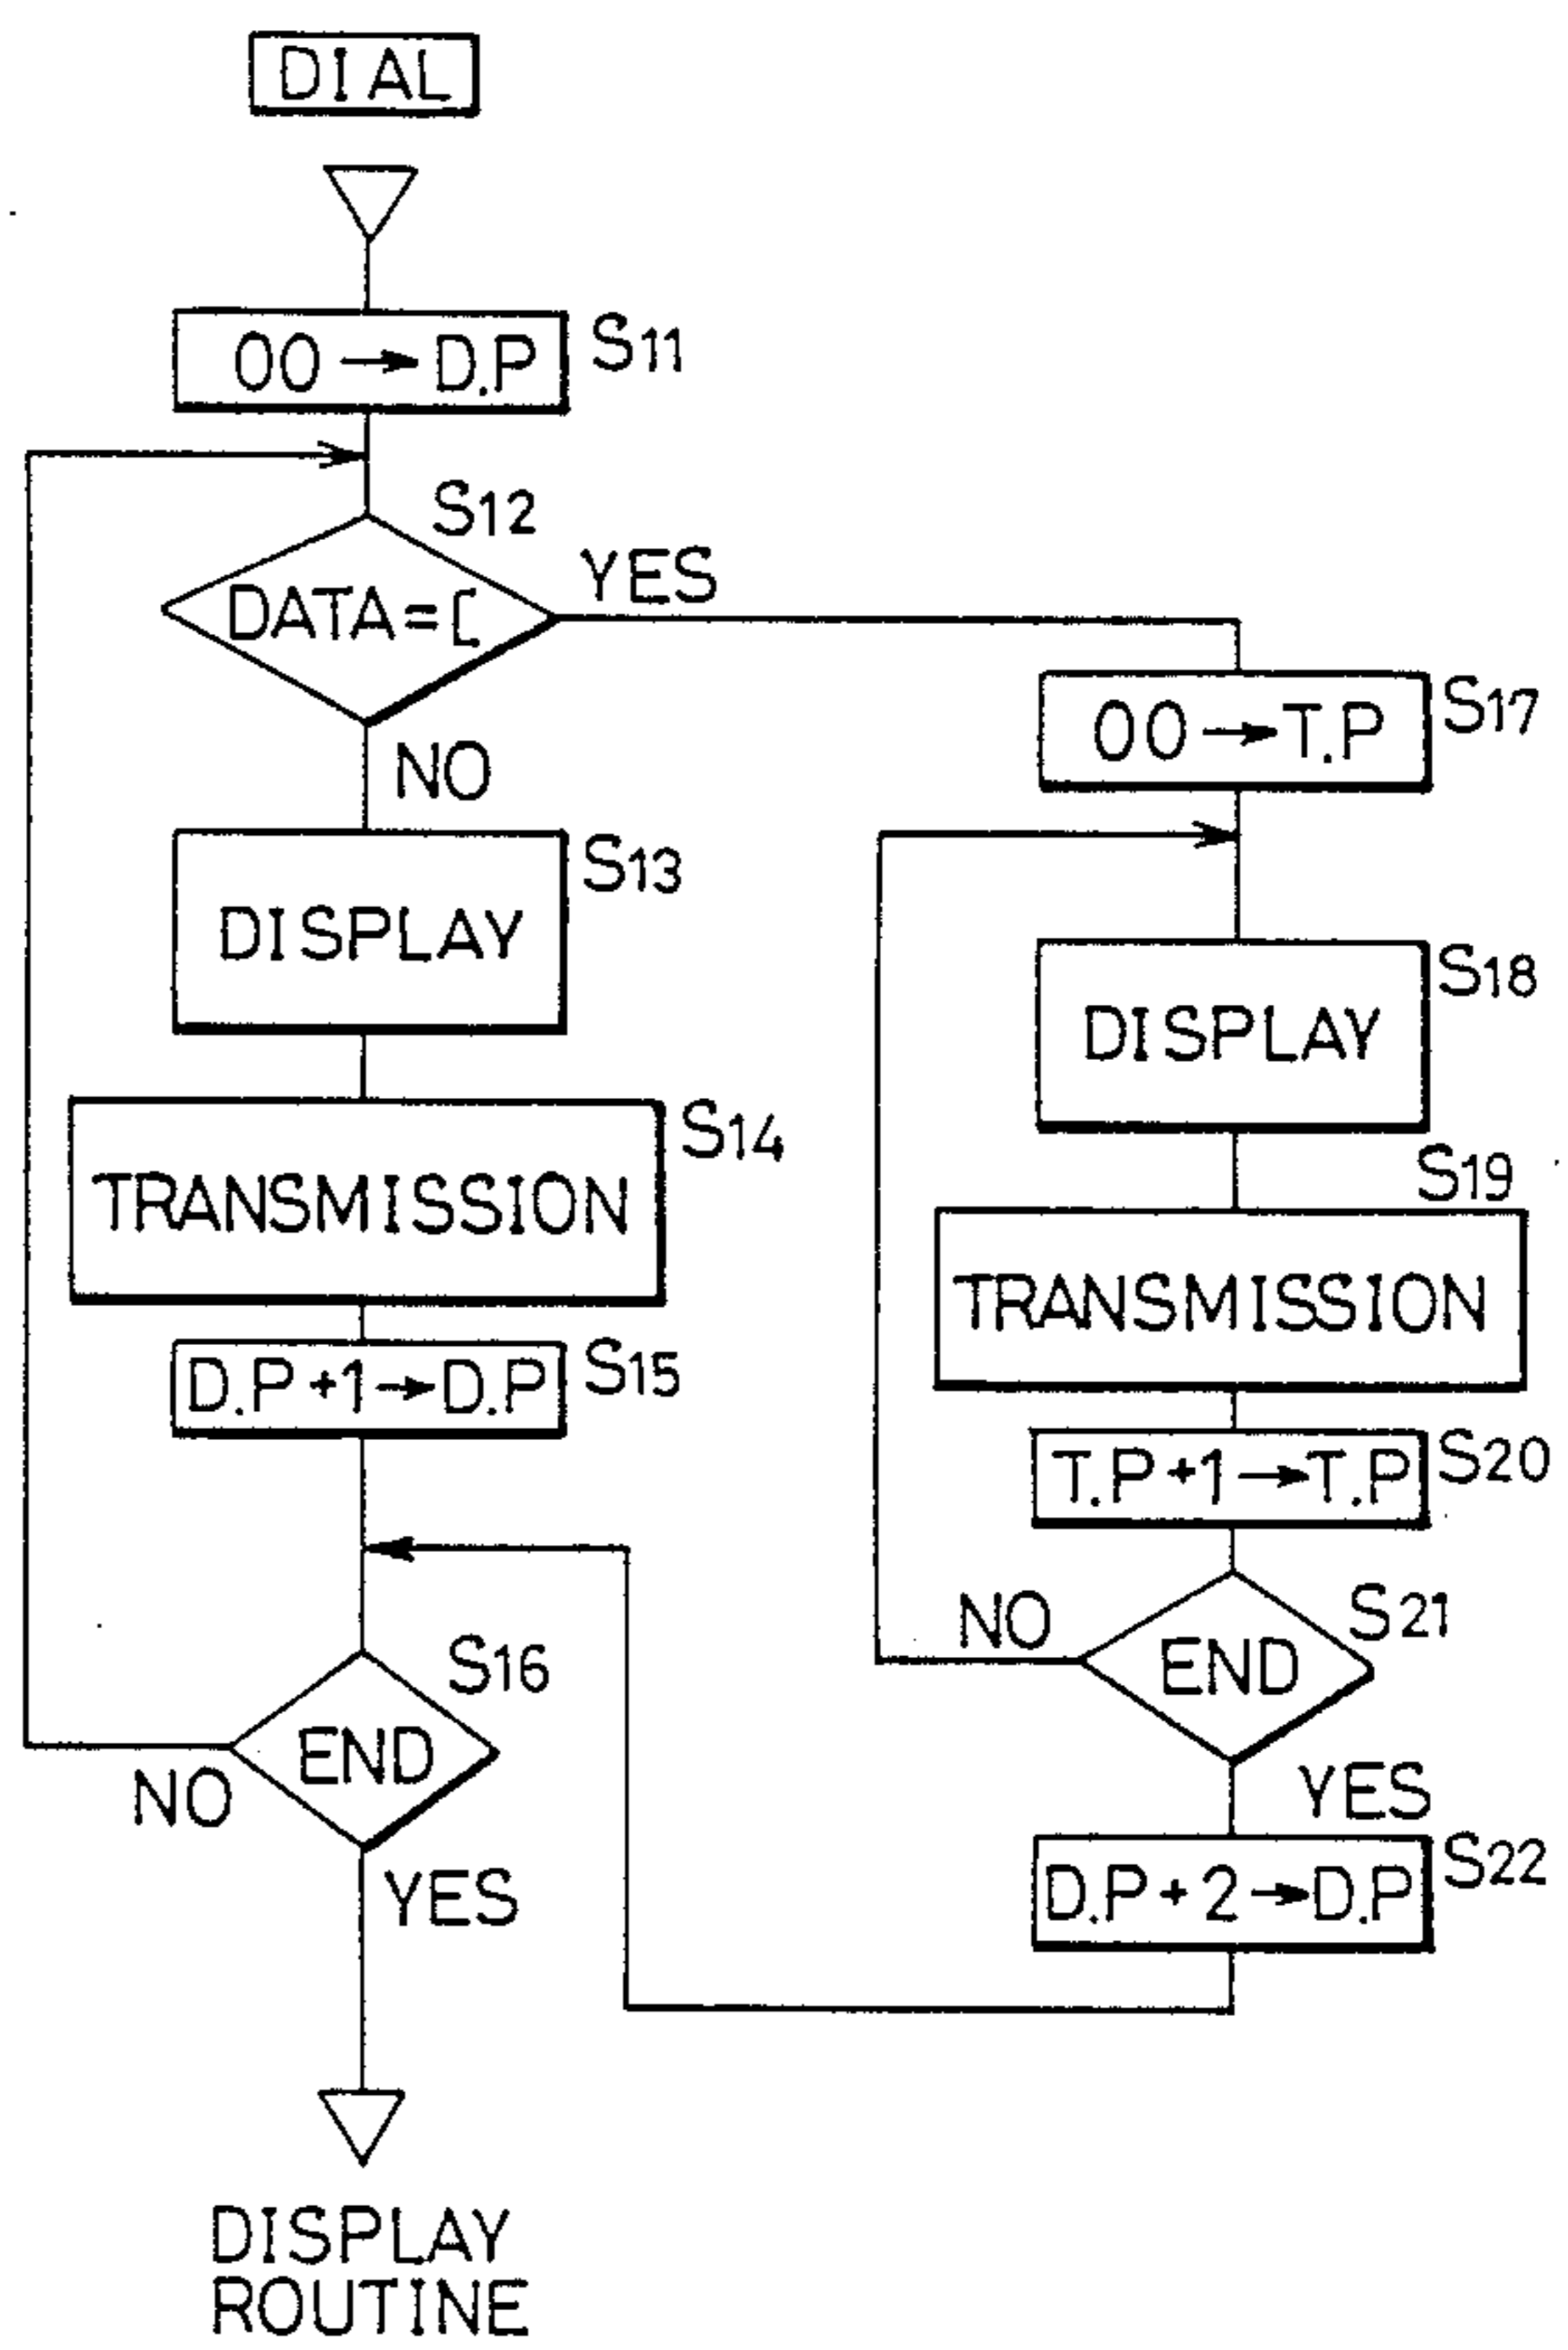 DIAL
00→D.P S11
S12
DATA=[ YES
NO
DISPLAY S13
TRANSMISSION S14
D.P+1→D.P S15
END S16
NO
YES
DISPLAY
ROUTINE
00→T.P S17
DISPLAY S18
S19
TRANSMISSION
T.P+1→T.P S20
END S21
NO
YES
D.P+2→D.P S22